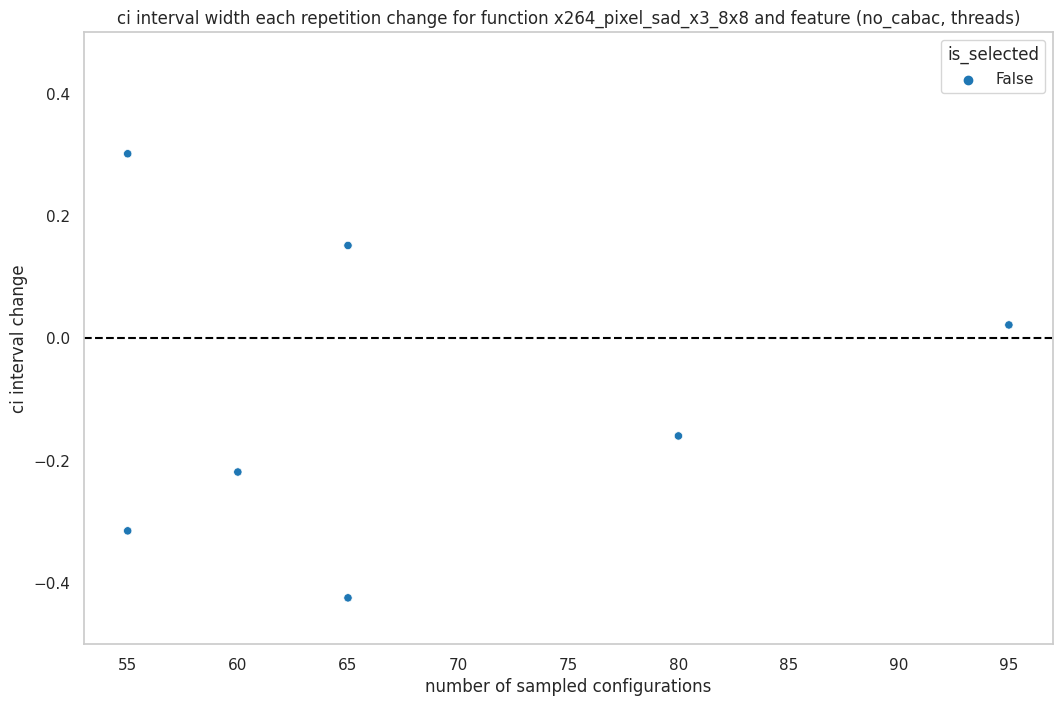 ci interval width each repetition change for function x264_pixel_sad_x3_8x8 and feature (no_cabac, threads)
is_selected
False
0.4
0.2
0.0
−0.2
−0.4
ci interval change
55 60 65 70 75 80 85 90 95
number of sampled configurations